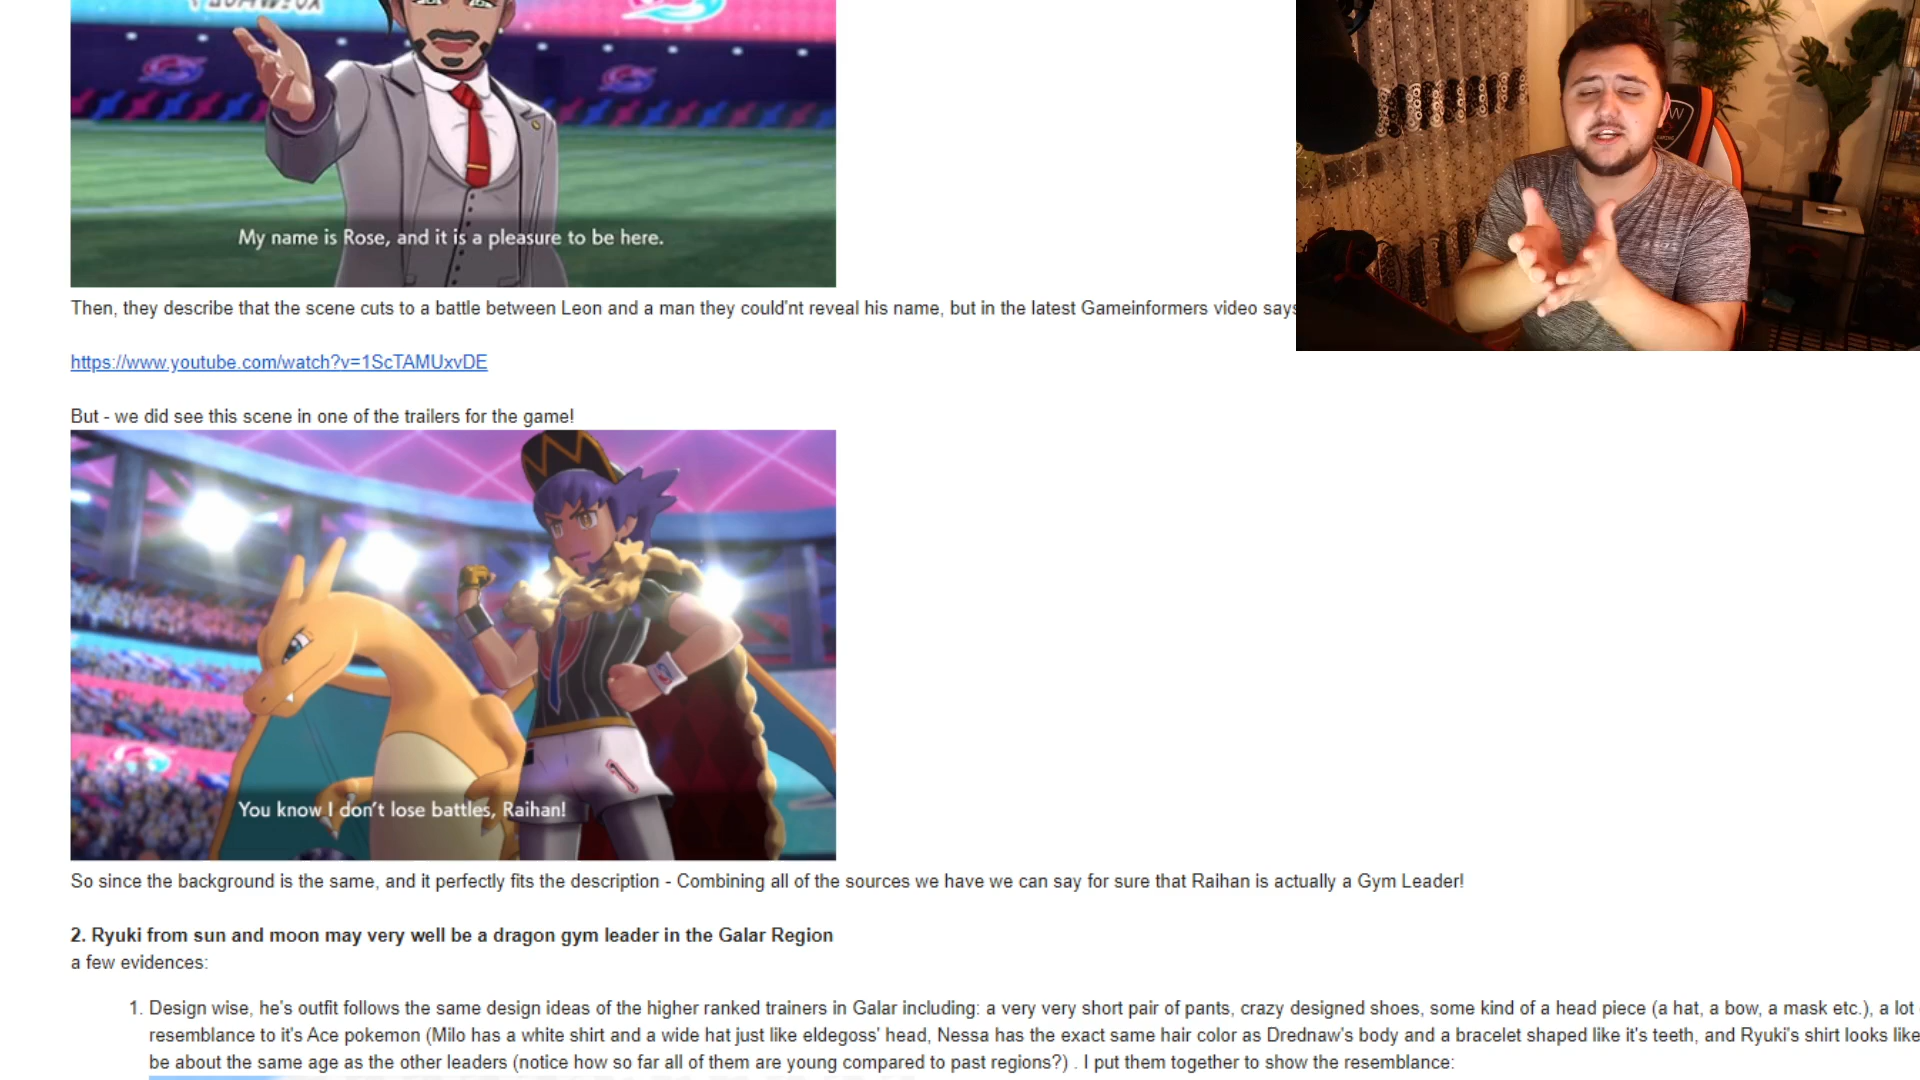 My name is Rose, and it is a pleasure to be here.
Then, they describe that the scene cuts to a battle between Leon and a man they could'nt reveal his name, but in the latest Gameinformers video says
https://www.youtube.com/watch?v=1ScTAMUxvDE
But - we did see this scene in one of the trailers for the game!
You know I don't lose battles, Raihan!
So since the background is the same, and it perfectly fits the description - Combining all of the sources we have we can say for sure that Raihan is actually a Gym Leader!
2. Ryuki from sun and moon may very well be a dragon gym leader in the Galar Region
a few evidences:
1. Design wise, he's outfit follows the same design ideas of the higher ranked trainers in Galar including: a very very short pair of pants, crazy designed shoes, some kind of a head piece (a hat, a bow, a mask etc.), a lot
resemblance to it's Ace pokemon (Milo has a white shirt and a wide hat just like eldegoss' head, Nessa has the exact same hair color as Drednaw's body and a bracelet shaped like it's teeth, and Ryuki's shirt looks like
be about the same age as the other leaders (notice how so far all of them are young compared to past regions?) . I put them together to show the resemblance: